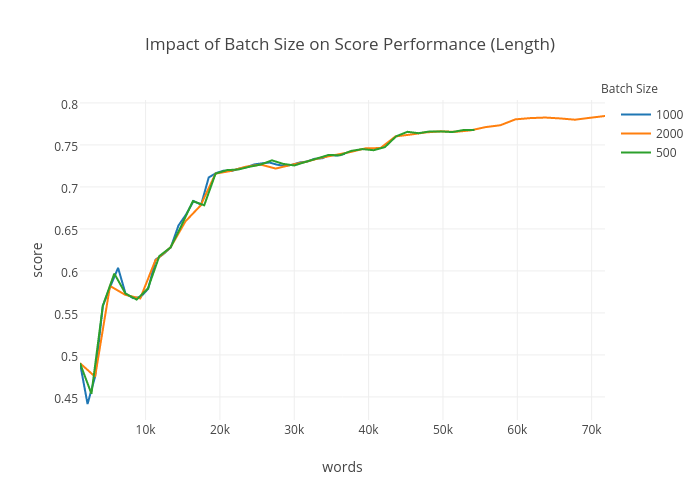 Impact of Batch Size on Score Performance (Length)
Batch Size
1000
2000
500
score
0.8
0.75
0.7
0.65
0.6
0.55
0.5
0.45
10k
20k
30k
40k
50k
60k
70k
words